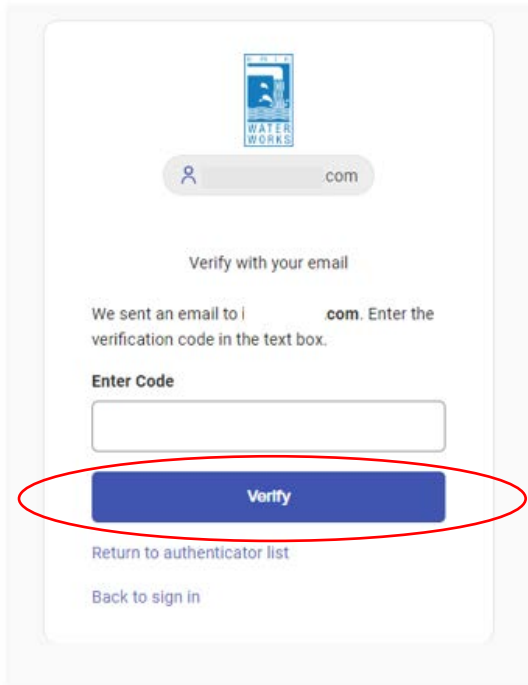 ERIE
WATER
WORKS
.com
Verify with your email
We sent an email to i .com. Enter the
verification code in the text box.
Enter Code
Verify
Return to authenticator list
Back to sign in